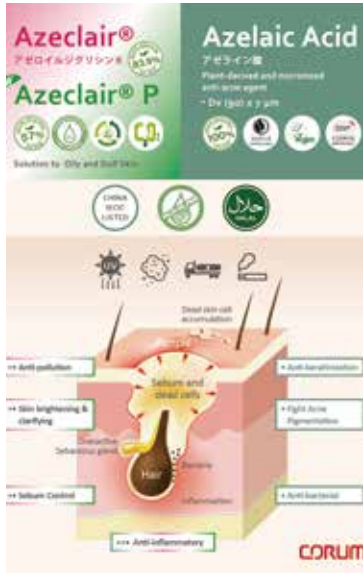 Azeclair®
アゼロイルジグリシンK
Azeclair® P
Solution to Oily and Dull Skin
Azelaic Acid
アゼライン酸
Plant-derived and micronized
anti-acne agent
100%
Vegan
CHINA
IECIC
LISTED
HALAL
UV
Dead skin cell
accumulation
Sebum and
dead cells
Overactive
Sebaceous gland
Hair
Bacteria
Inflammation
Anti-pollution
Skin brightening &
clarifying
Sebum Control
Anti-keratinization
Fight Acne
Pigmentation
Anti-bacterial
Anti-inflammatory
CORUM